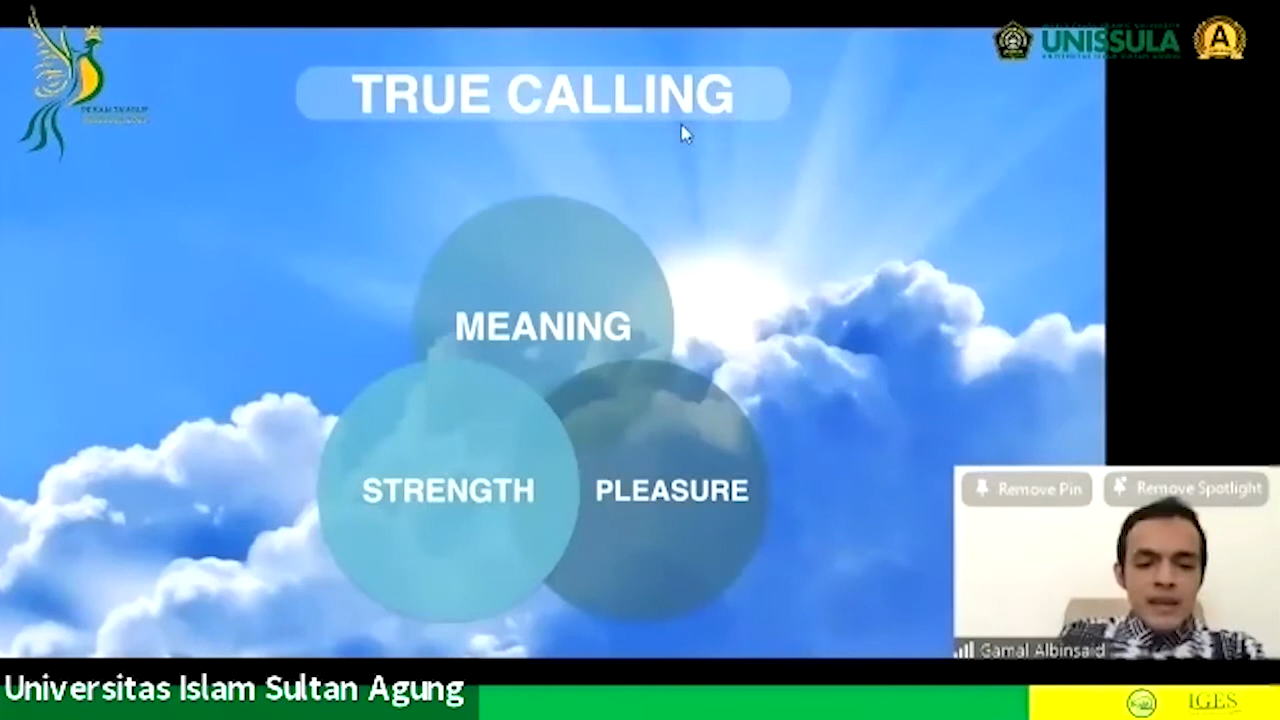 UNISSULA
A
TRUE CALLING
MEANING
STRENGTH
PLEASURE
Remove Pin
Remove Spotlight
Gamal Albinsaid
Universitas Islam Sultan Agung
IGES